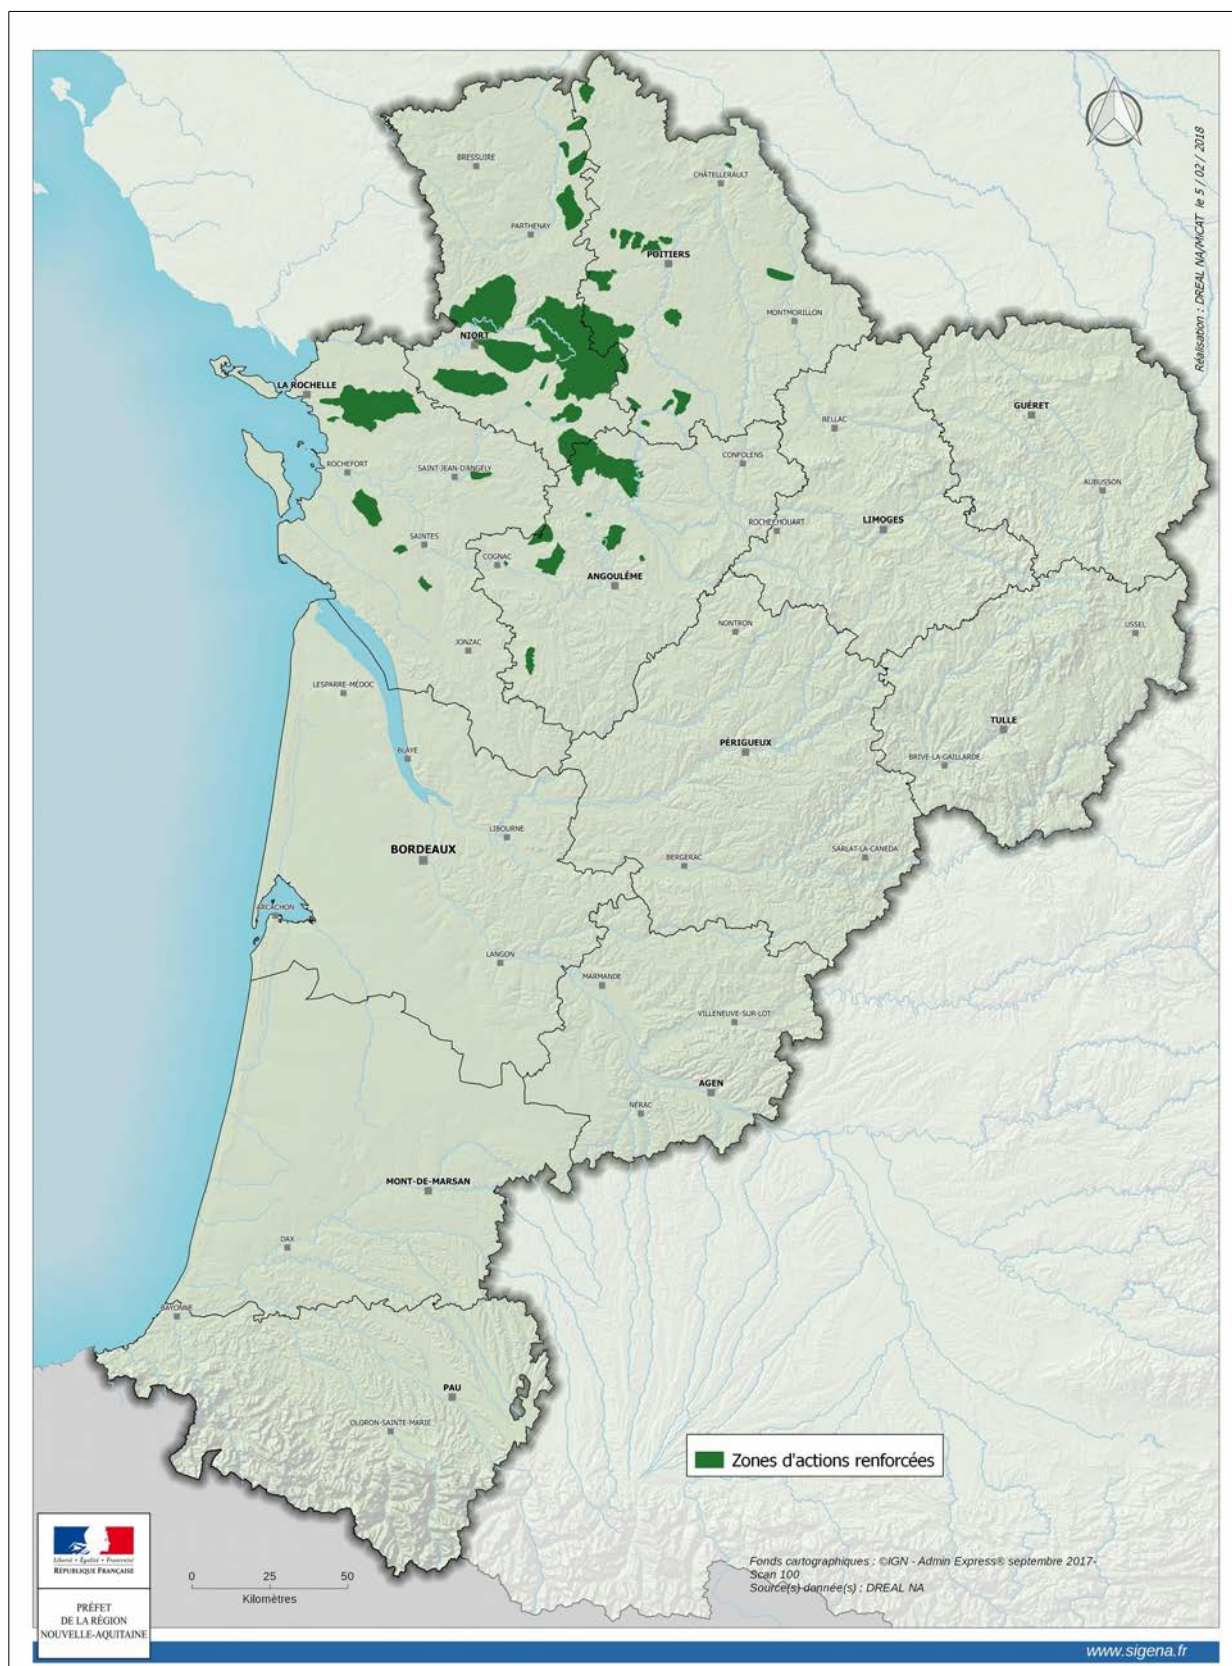 Réalisation : DREAL NA/MiCAT le 5 / 02 / 2018
BRESSUIRE
CHÂTELLERAULT
PARTHENAY
POITIERS
MONTMORILLON
NIORT
LA ROCHELLE
GUÉRET
BELLAC
ROCHEFORT
SAINT-JEAN-D'ANGÉLY
CONFOLENS
AUBUSSON
ROCHECHOUART
LIMOGES
SAINTES
COGNAC
ANGOULÊME
NONTRON
USSEL
JONZAC
LESPARRE-MÉDOC
TULLE
PÉRIGUEUX
BLAYE
BRIVE-LA-GAILLARDE
LIBOURNE
BORDEAUX
BERGERAC
SARLAT-LA-CANEDA
ARCACHON
LANGON
MARMANDE
VILLENEUVE-SUR-LOT
AGEN
NÉRAC
MONT-DE-MARSAN
DAX
BAYONNE
PAU
OLORON-SAINTE-MARIE
Zones d'actions renforcées
Liberté • Égalité • Fraternité
RÉPUBLIQUE FRANÇAISE
PRÉFET
DE LA RÉGION
NOUVELLE-AQUITAINE
0 25 50
Kilomètres
Fonds cartographiques : ©IGN - Admin Express® septembre 2017-
Scan 100
Source(s) donnée(s) : DREAL NA
www.sigena.fr